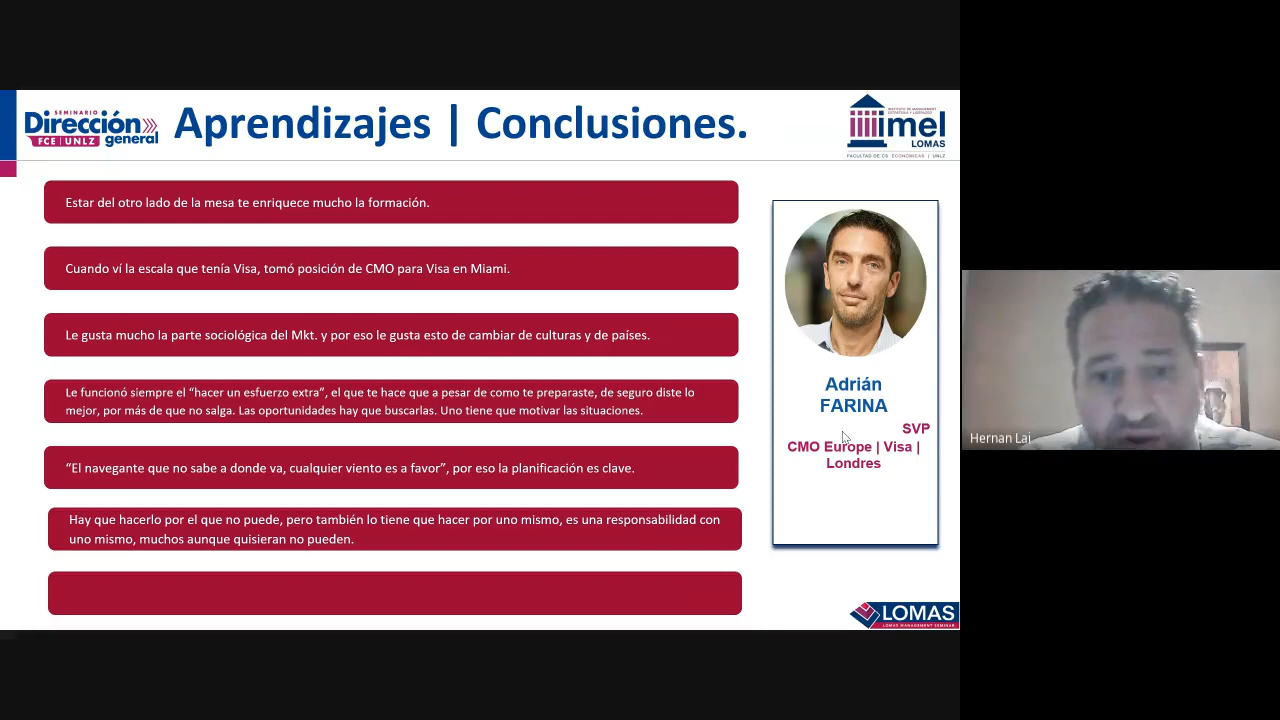 SEMINARIO
Dirección
FCE | UNLZ general
Aprendizajes | Conclusiones.
INSTITUTO DE MANAGEMENT
ESTRATEGIA Y LIDERAZGO
imel
LOMAS
FACULTAD DE CS. ECONÓMICAS | UNLZ
Estar del otro lado de la mesa te enriquece mucho la formación.
Cuando ví la escala que tenía Visa, tomó posición de CMO para Visa en Miami.
Le gusta mucho la parte sociológica del Mkt. y por eso le gusta esto de cambiar de culturas y de países.
Le funcionó siempre el “hacer un esfuerzo extra”, el que te hace que a pesar de como te preparaste, de seguro diste lo
mejor, por más de que no salga. Las oportunidades hay que buscarlas. Uno tiene que motivar las situaciones.
“El navegante que no sabe a donde va, cualquier viento es a favor”, por eso la planificación es clave.
Hay que hacerlo por el que no puede, pero también lo tiene que hacer por uno mismo, es una responsabilidad con
uno mismo, muchos aunque quisieran no pueden.
Adrián
FARINA
SVP
CMO Europe | Visa |
Londres
LOMAS
LOMAS MANAGEMENT SEMINAR
Hernan Lai